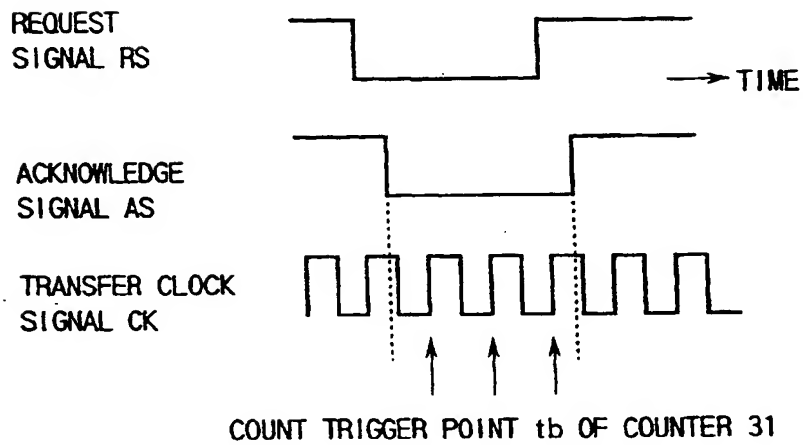 REQUEST
SIGNAL RS
TIME
ACKNOWLEDGE
SIGNAL AS
TRANSFER CLOCK
SIGNAL CK
COUNT TRIGGER POINT tb OF COUNTER 31